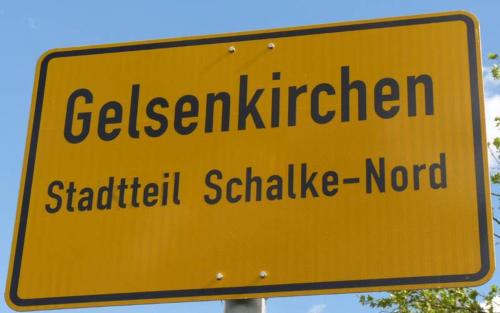 Gelsenkirchen
Stadtteil Schalke-Nord